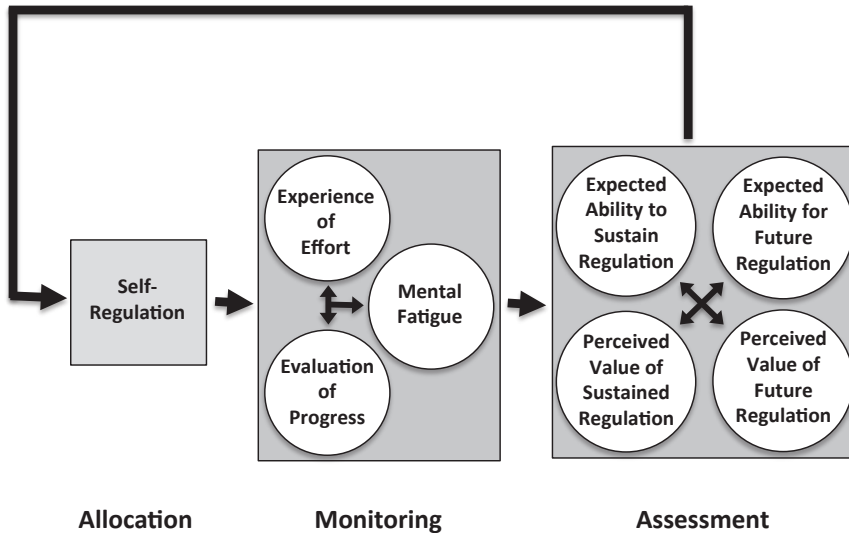 Self-
Regulation
Experience
of
Effort
Mental
Fatigue
Evaluation
of
Progress
Expected
Ability to
Sustain
Regulation
Expected
Ability for
Future
Regulation
Perceived
Value of
Sustained
Regulation
Perceived
Value of
Future
Regulation
Allocation
Monitoring
Assessment